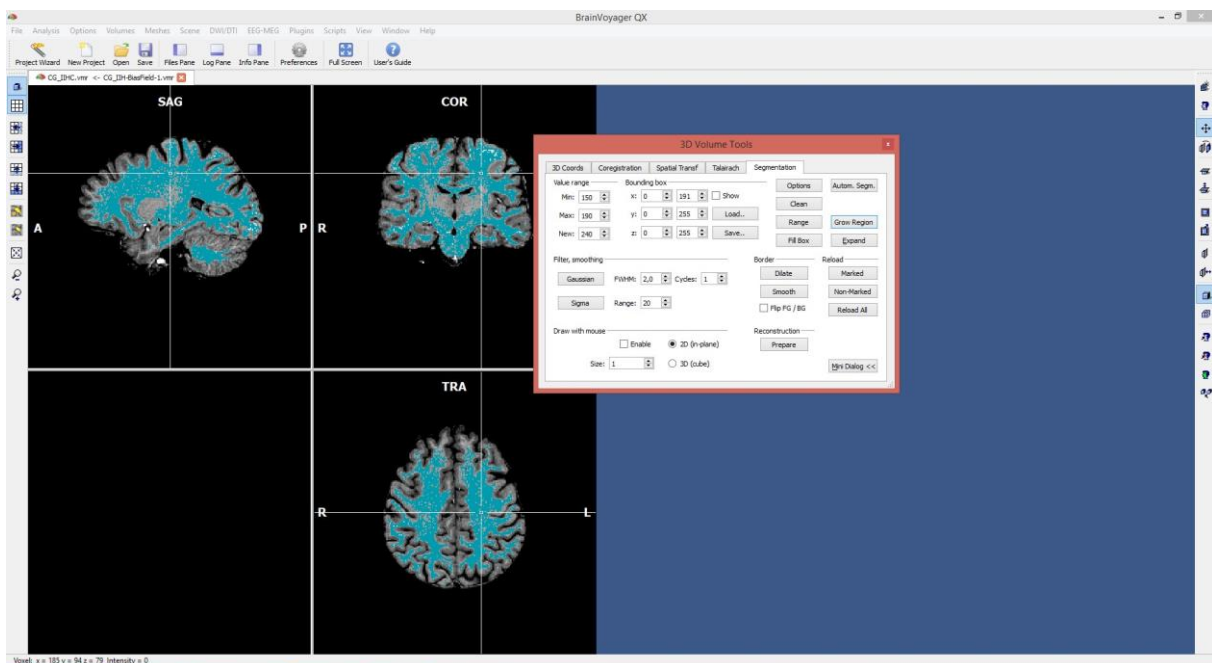 BrainVoyager QX
File Analysis Options Volumes Meshes Scene DWI/DTI EEG-MEG Plugins Scripts View Window Help
Project Wizard New Project Open Save Files Pane Log Pane Info Pane Preferences Full Screen User's Guide
CG_IIHC.vmr <- CG_IIH-BiasField-1.vmr
SAG COR
A P R
TRA
R L
3D Volume Tools
3D Coords Coregistration Spatial Transf Talairach Segmentation
Value range Bounding box Options Autom. Segm.
Min: 150 x: 0 191 Show
Clean
Max: 190 y: 0 255 Load..
Range Grow Region
New: 240 z: 0 255 Save..
Fill Box Expand
Filter, smoothing Border Reload
Gaussian FWHM: 2,0 Cycles: 1 Dilate Marked
Smooth Non-Marked
Sigma Range: 20 Flip FG / BG Reload All
Draw with mouse Reconstruction
Enable 2D (in-plane) Prepare
Size: 1 3D (cube) Mini Dialog <<
Voxel: x = 185 y = 94 z = 79 Intensity = 0